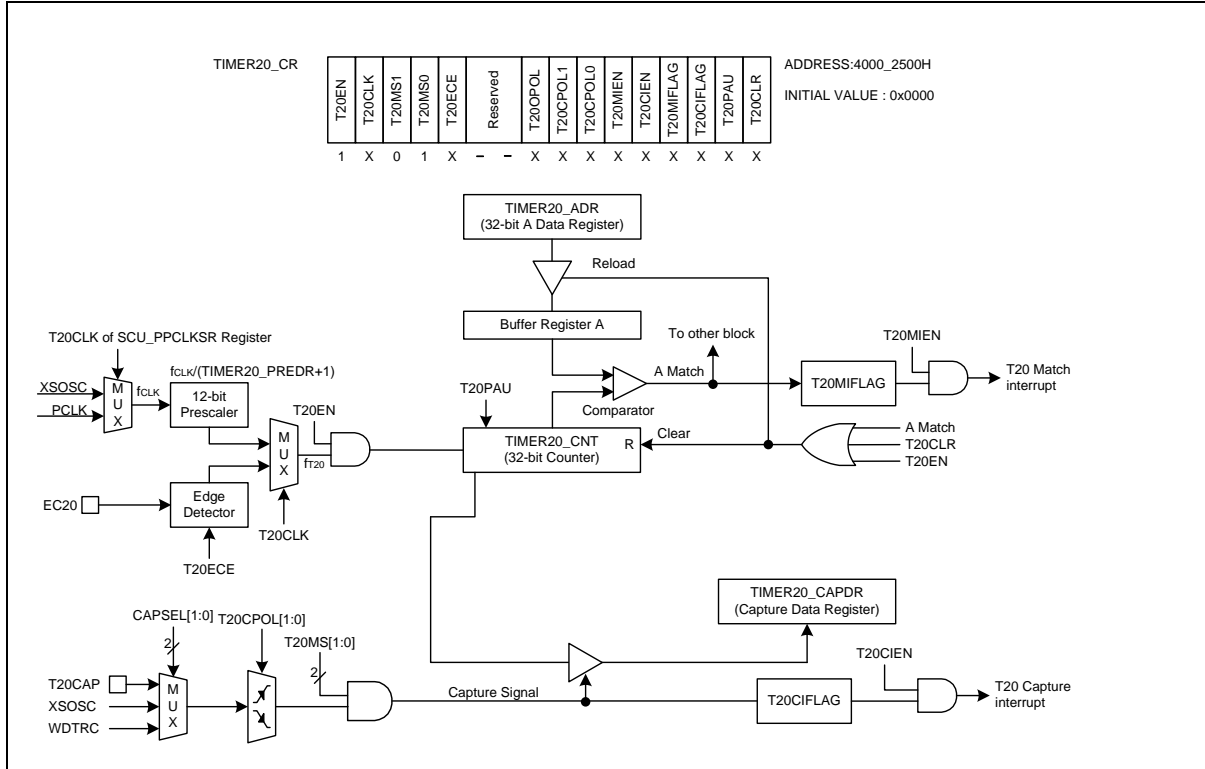 TIMER20_CR
T20EN
T20CLK
T20MS1
T20MS0
T20ECE
Reserved
T20OPOL
T20CPOL1
T20CPOL0
T20MIEN
T20CIEN
T20MIFLAG
T20CIFLAG
T20PAU
T20CLR
ADDRESS:4000_2500H
INITIAL VALUE : 0x0000
1 X 0 1 X – – X X X X X X X X X
TIMER20_ADR
(32-bit A Data Register)
Reload
Buffer Register A
To other block
T20CLK of SCU_PPCLKSR Register
fCLK/(TIMER20_PREDR+1)
XSOSC
PCLK
M
U
X
fCLK
12-bit
Prescaler
T20EN
M
U
X
fT20
T20CLK
EC20
Edge
Detector
T20ECE
T20PAU
TIMER20_CNT
(32-bit Counter)
R
Comparator
A Match
Clear
T20MIEN
T20MIFLAG
T20 Match
interrupt
A Match
T20CLR
T20EN
TIMER20_CAPDR
(Capture Data Register)
CAPSEL[1:0]
2
T20CPOL[1:0]
T20MS[1:0]
2
T20CAP
XSOSC
WDTRC
M
U
X
Capture Signal
T20CIEN
T20CIFLAG
T20 Capture
interrupt